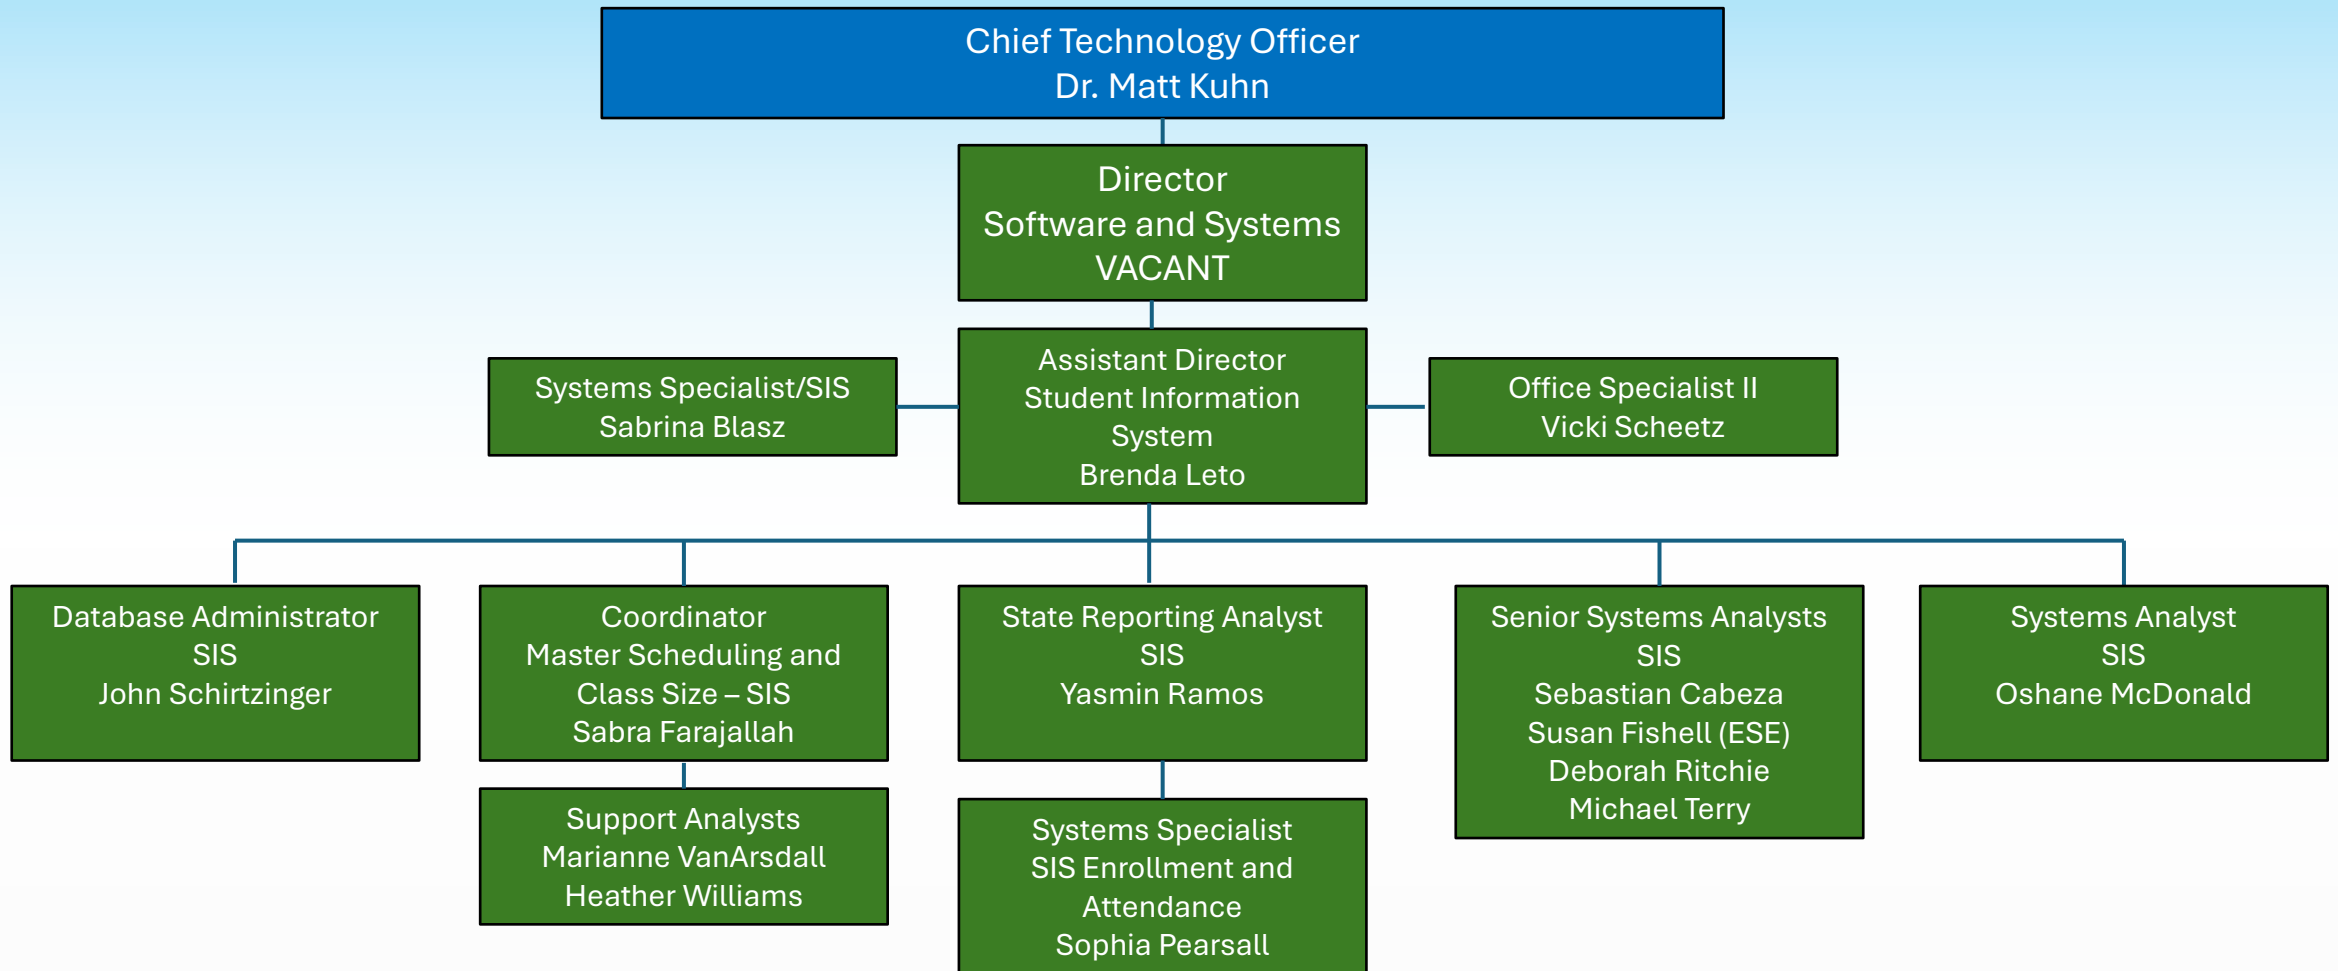 Chief Technology Officer
Dr. Matt Kuhn
Director
Software and Systems
VACANT
Systems Specialist/SIS
Sabrina Blasz
Assistant Director
Student Information
System
Brenda Leto
Office Specialist II
Vicki Scheetz
Database Administrator
SIS
John Schirtzinger
Coordinator
Master Scheduling and
Class Size – SIS
Sabra Farajallah
State Reporting Analyst
SIS
Yasmin Ramos
Senior Systems Analysts
SIS
Sebastian Cabeza
Susan Fishell (ESE)
Deborah Ritchie
Michael Terry
Systems Analyst
SIS
Oshane McDonald
Support Analysts
Marianne VanArsdall
Heather Williams
Systems Specialist
SIS Enrollment and
Attendance
Sophia Pearsall